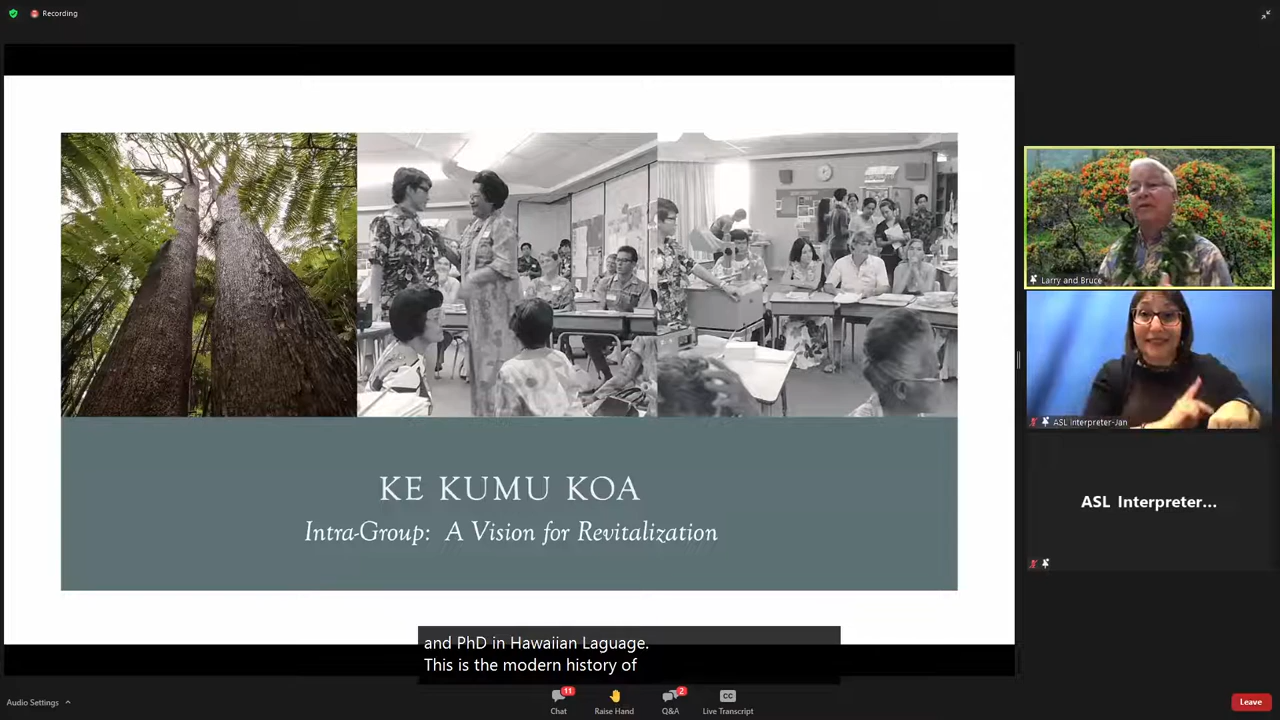 Recording
KE KUMU KOA
Intra-Group: A Vision for Revitalization
Larry and Bruce
ASL Interpreter-Jan
ASL Interpreter...
and PhD in Hawaiian Laguage.
This is the modern history of
Audio Settings
11
Chat
Raise Hand
2
Q&A
CC
Live Transcript
Leave